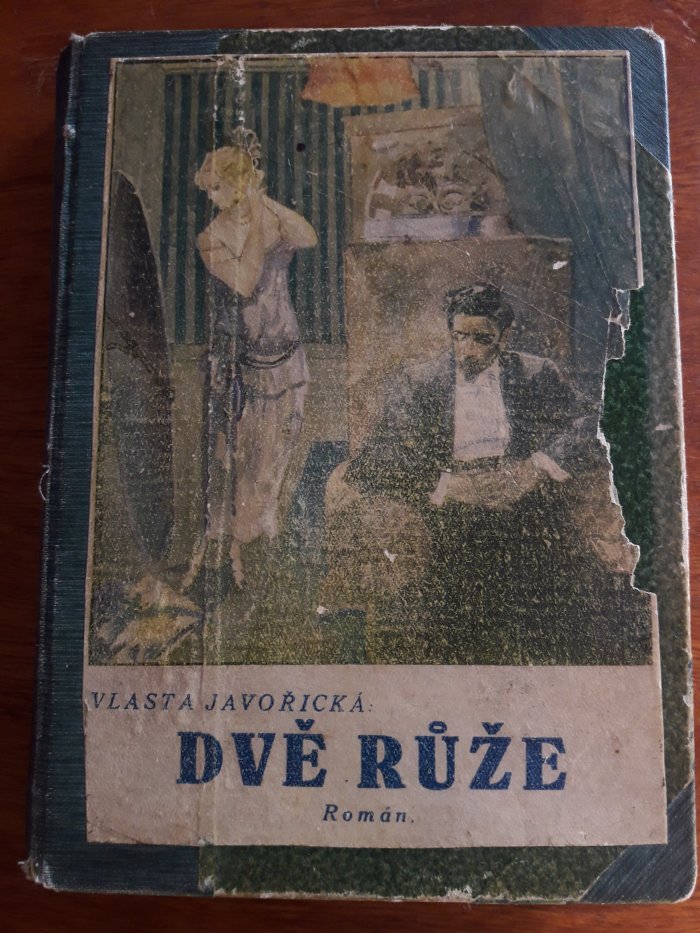 VLASTA JAVOŘICKÁ:
DVĚ RŮŽE
Román.